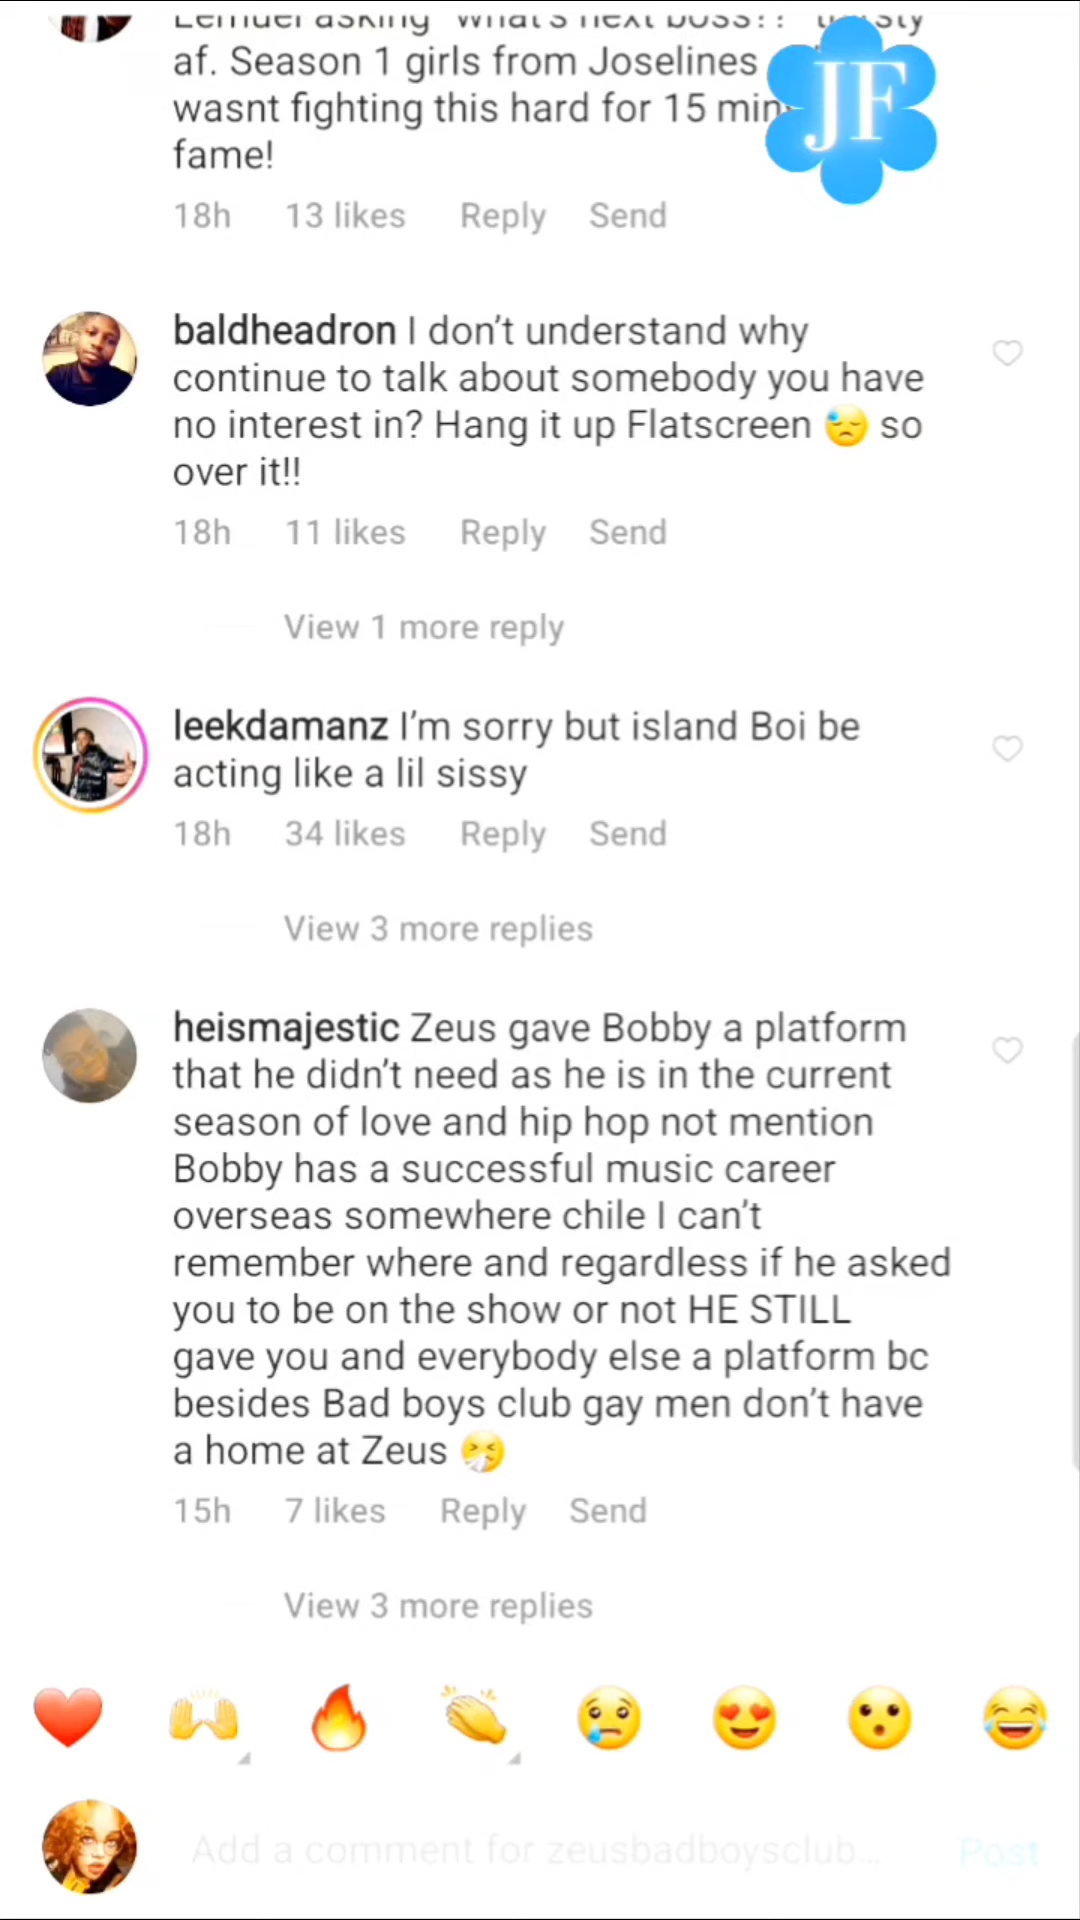 Lemuel asking "what's next boss!?"
af. Season 1 girls from Joselines
wasnt fighting this hard for 15 min
fame!
JF
18h 13 likes Reply Send
baldheadron I don't understand why
continue to talk about somebody you have
no interest in? Hang it up Flatscreen 😓 so
over it!!
18h 11 likes Reply Send
View 1 more reply
leekdamanz I'm sorry but island Boi be
acting like a lil sissy
18h 34 likes Reply Send
View 3 more replies
heismajestic Zeus gave Bobby a platform
that he didn't need as he is in the current
season of love and hip hop not mention
Bobby has a successful music career
overseas somewhere chile I can't
remember where and regardless if he asked
you to be on the show or not HE STILL
gave you and everybody else a platform bc
besides Bad boys club gay men don't have
a home at Zeus 🤧
15h 7 likes Reply Send
View 3 more replies
Add a comment for zeusbadboysclub...
Post